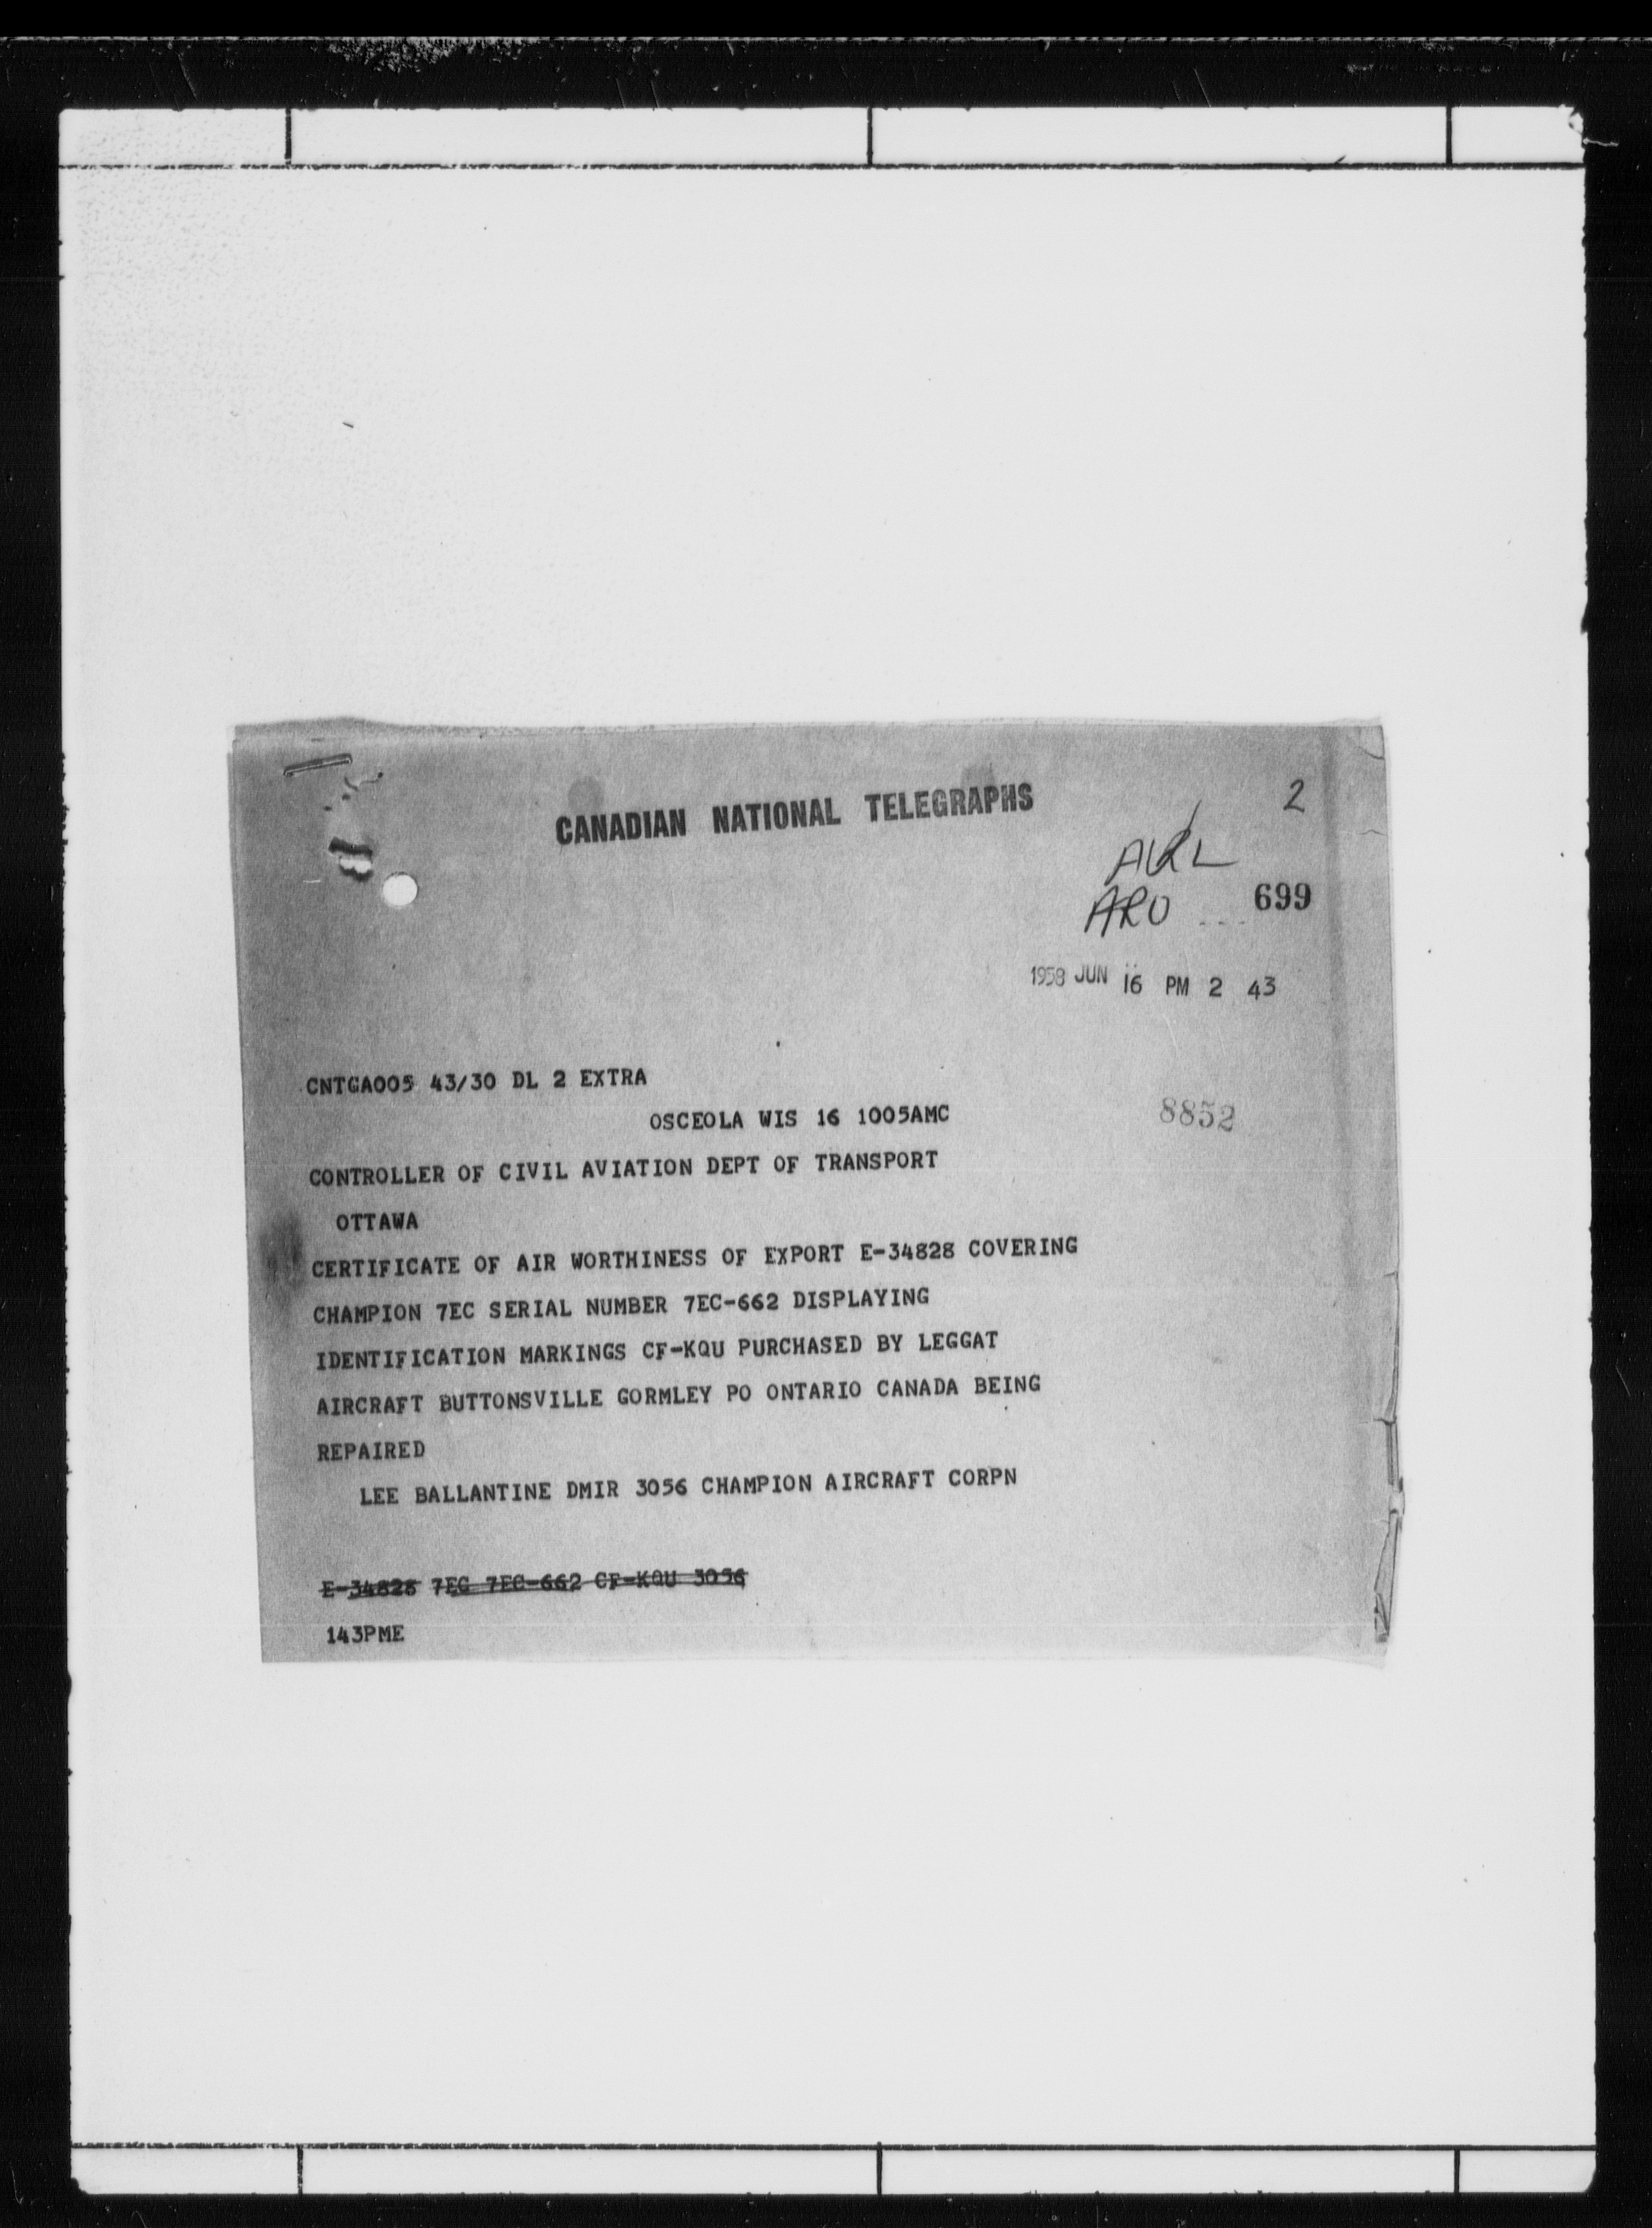 2
CANADIAN NATIONAL TELEGRAPHS
ARO 699
1958 JUN 16 PM 2 43
CNTGA005 43/30 DL 2 EXTRA
OSCEOLA WIS 16 1005AMC
8852
CONTROLLER OF CIVIL AVIATION DEPT OF TRANSPORT
OTTAWA
CERTIFICATE OF AIR WORTHINESS OF EXPORT E-34828 COVERING
CHAMPION 7EC SERIAL NUMBER 7EC-662 DISPLAYING
IDENTIFICATION MARKINGS CF-KQU PURCHASED BY LEGGAT
AIRCRAFT BUTTONSVILLE GORMLEY PO ONTARIO CANADA BEING
REPAIRED
LEE BALLANTINE DMIR 3056 CHAMPION AIRCRAFT CORPN
E-34828 7EC 7EC-662 CF-KQU 3056
143PME